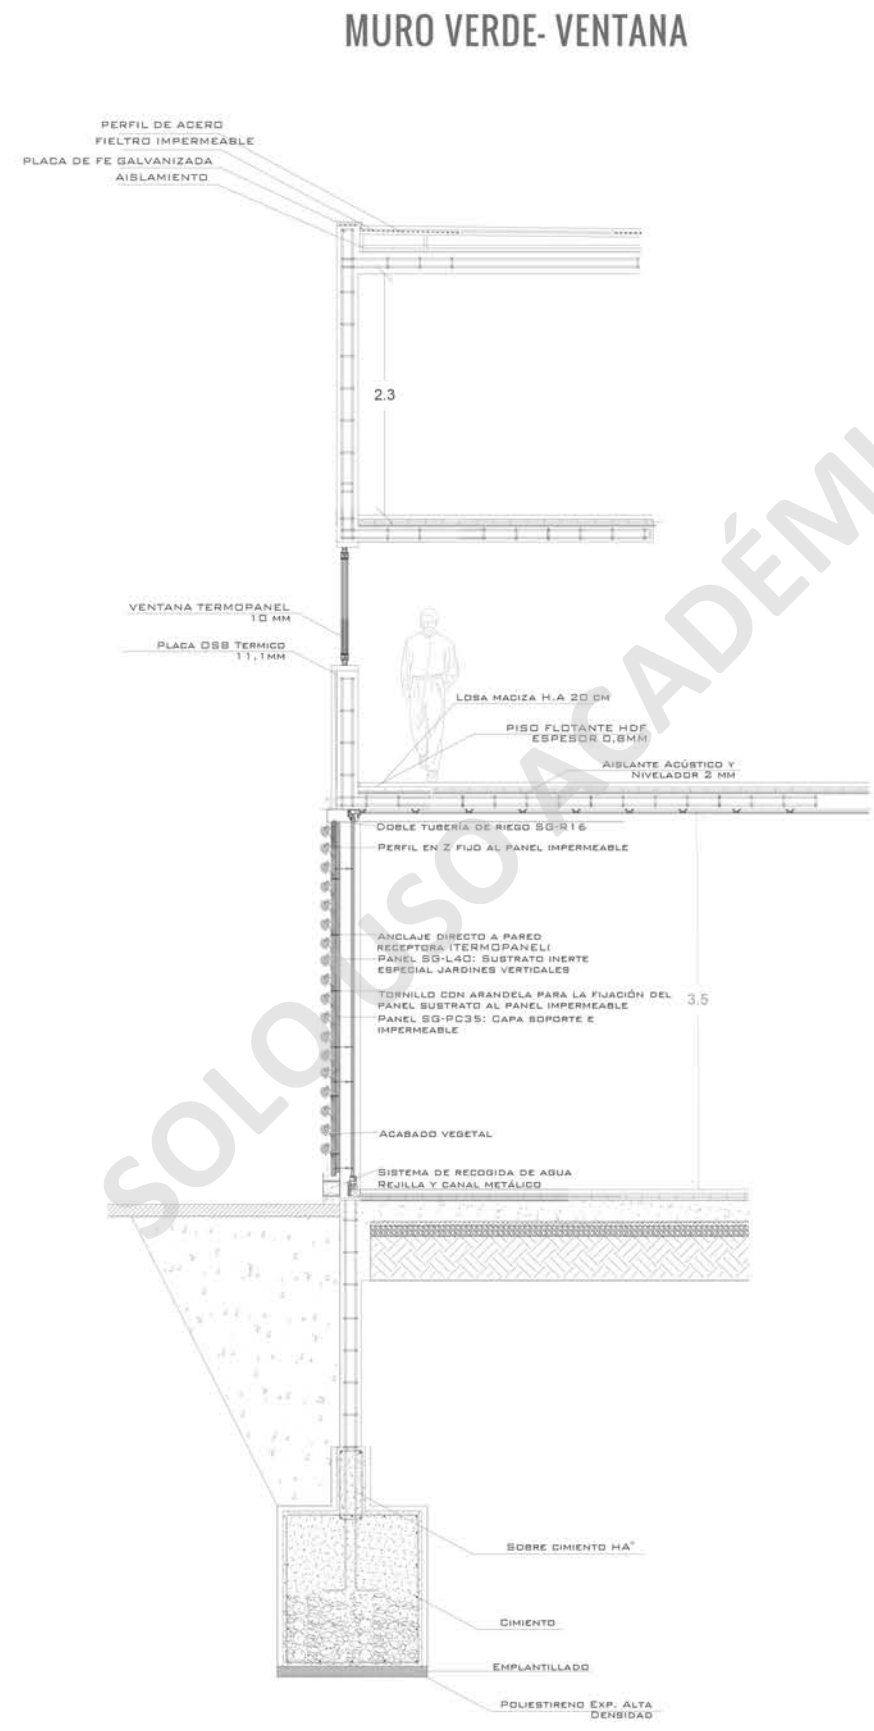 MURO VERDE- VENTANA
PERFIL DE ACERO
FIELTRO IMPERMEABLE
PLACA DE FE GALVANIZADA
AISLAMIENTO
2.3
VENTANA TERMOPANEL
10 MM
PLACA OSB TERMICO
11,1MM
LOSA MACIZA H.A 20 CM
PISO FLOTANTE HDF
ESPESOR 0,8MM
AISLANTE ACÚSTICO Y
NIVELADOR 2 MM
DOBLE TUBERÍA DE RIEGO SG-R16
PERFIL EN Z FIJO AL PANEL IMPERMEABLE
ANCLAJE DIRECTO A PARED
RECEPTORA (TERMOPANEL(
PANEL SG-L40: SUSTRATO INERTE
ESPECIAL JARDINES VERTICALES
TORNILLO CON ARANDELA PARA LA FIJACIÓN DEL
PANEL SUSTRATO AL PANEL IMPERMEABLE
3.5
PANEL SG-PC35: CAPA SOPORTE E
IMPERMEABLE
ACABADO VEGETAL
SISTEMA DE RECOGIDA DE AGUA
REJILLA Y CANAL METÁLICO
SOBRE CIMIENTO HA°
CIMIENTO
EMPLANTILLADO
POLIESTIRENO EXP. ALTA
DENSIDAD
SOLO USO ACADÉMI